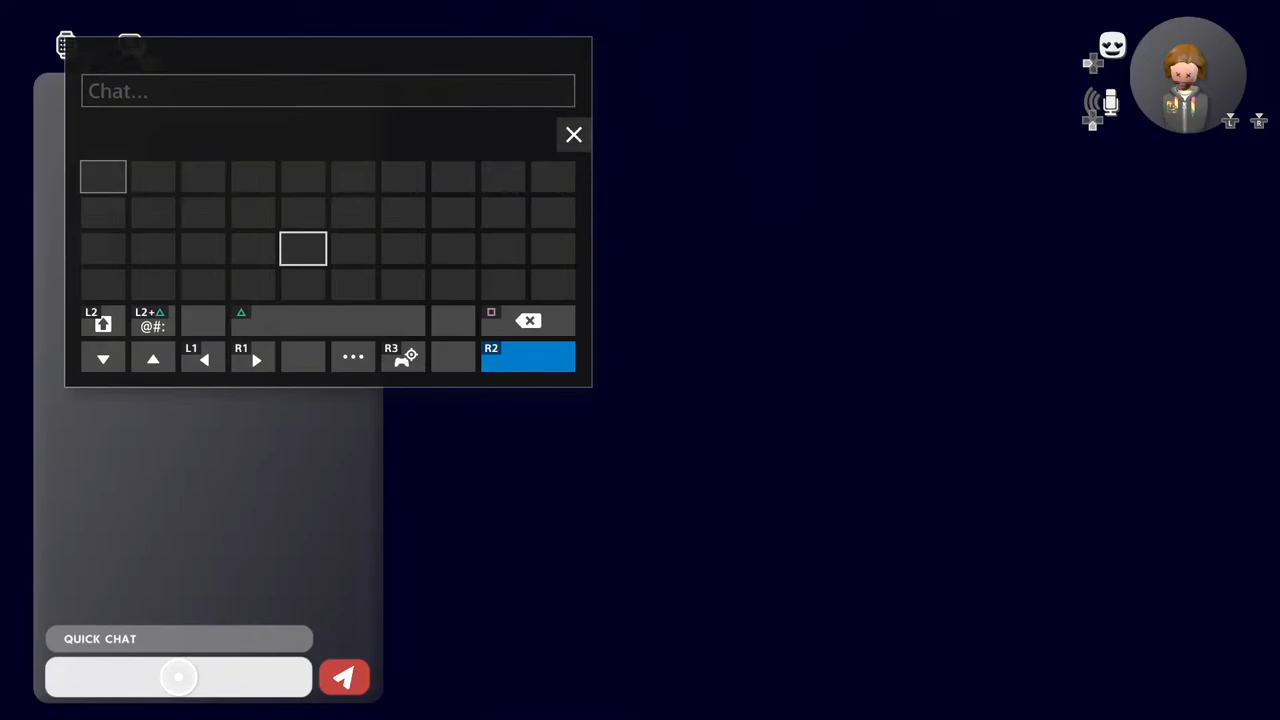 Chat...
L2
L2+△
@#:
△
□
L1
R1
...
R3
R2
QUICK CHAT
L
R